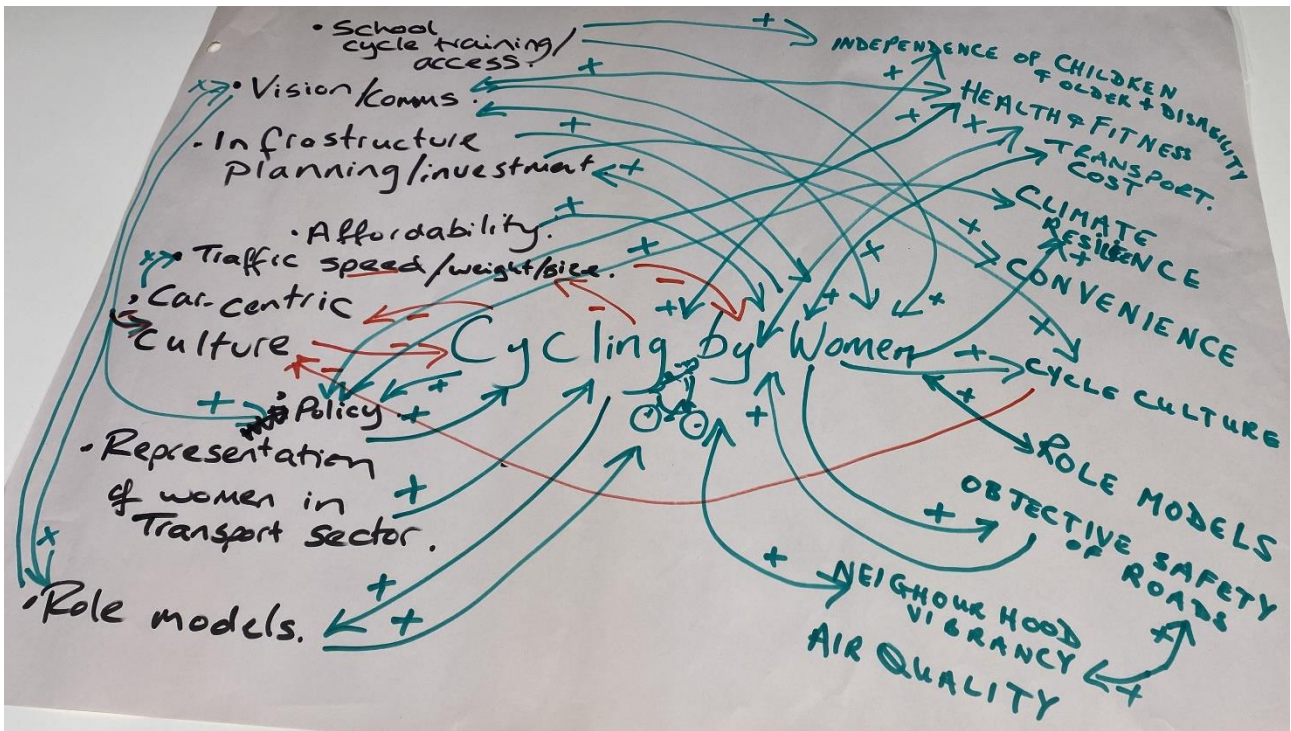 • School
cycle training/
access.
• Vision/Comms.
• Infrostructure
planning/investment
• Affordability.
• Traffic speed/weight/size.
• Car-centric
Culture
• Policy
• Representation
of women in
Transport sector.
• Role models.
Cycling by Women
INDEPENDENCE OF CHILDREN
& OLDER + DISABILITY
HEALTH & FITNESS
TRANSPORT
COST.
CLIMATE
RESILIENCE
CONVENIENCE
CYCLE CULTURE
ROLE MODELS
OBJECTIVE SAFETY
OF ROADS
NEIGHOURHOOD
VIBRANCY
AIR QUALITY